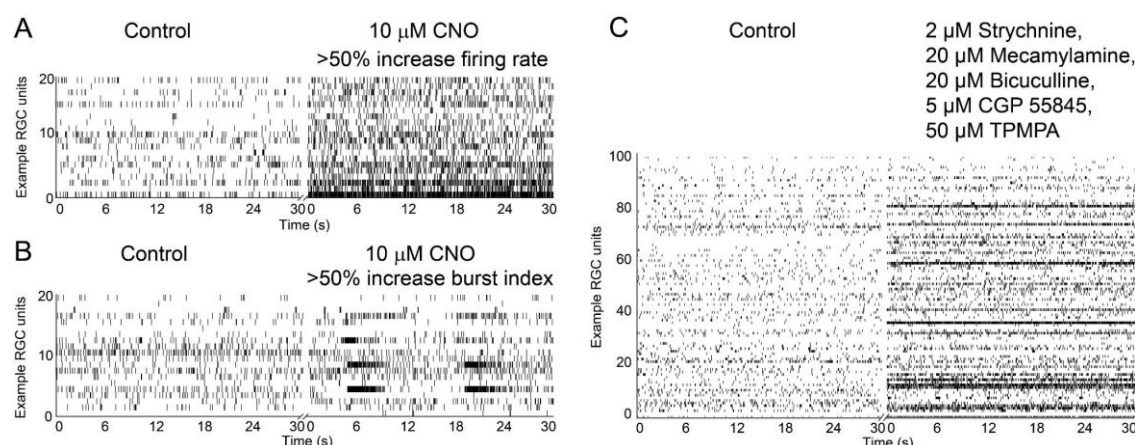 A
Control
10 μM CNO
>50% increase firing rate
Example RGC units
20
10
0
0 6 12 18 24 30 0 6 12 18 24 30
Time (s) Time (s)
B
Control
10 μM CNO
>50% increase burst index
Example RGC units
20
10
0
0 6 12 18 24 30 0 6 12 18 24 30
Time (s) Time (s)
C
Control
2 μM Strychnine,
20 μM Mecamylamine,
20 μM Bicuculline,
5 μM CGP 55845,
50 μM TPMPA
Example RGC units
100
80
60
40
20
0
0 6 12 18 24 30 0 6 12 18 24 30
Time (s) Time (s)